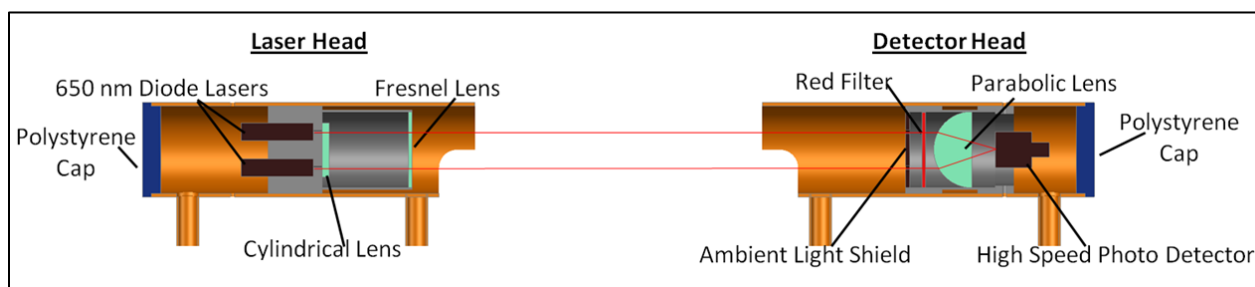 Laser Head
Detector Head
650 nm Diode Lasers
Fresnel Lens
Red Filter
Parabolic Lens
Polystyrene
Cap
Polystyrene
Cap
Cylindrical Lens
Ambient Light Shield
High Speed Photo Detector